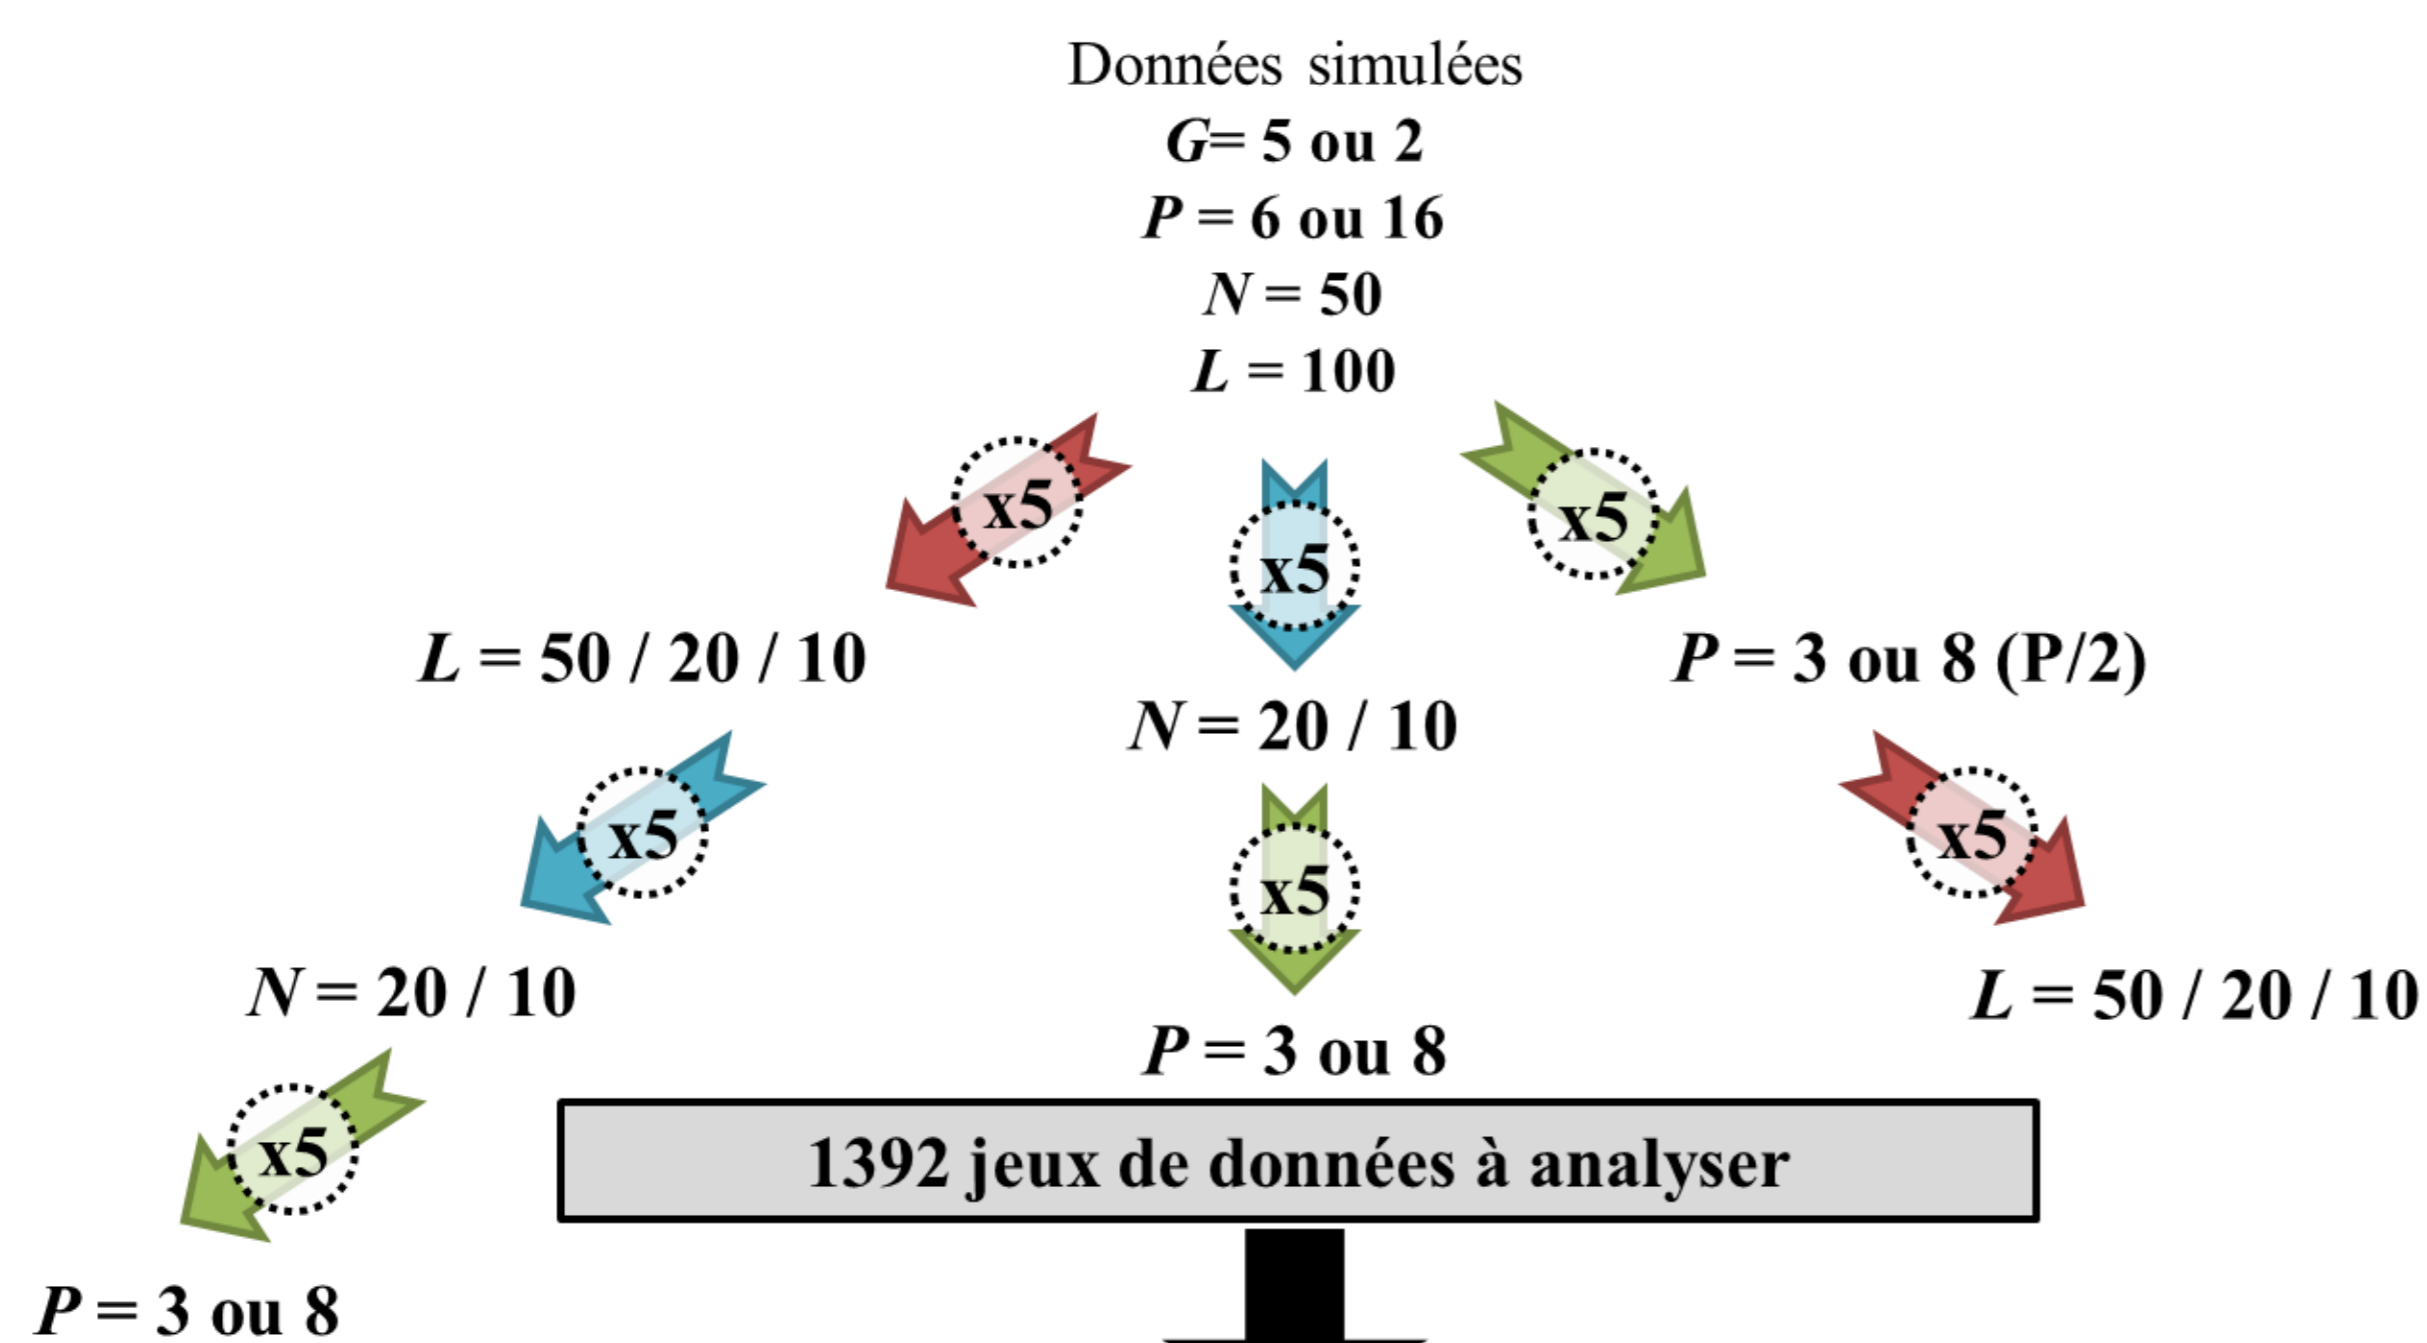 Données simulées
G= 5 ou 2
P = 6 ou 16
N = 50
L = 100
x5
x5
x5
L = 50 / 20 / 10
P = 3 ou 8 (P/2)
N = 20 / 10
x5
x5
x5
N = 20 / 10
L = 50 / 20 / 10
P = 3 ou 8
x5
1392 jeux de données à analyser
P = 3 ou 8